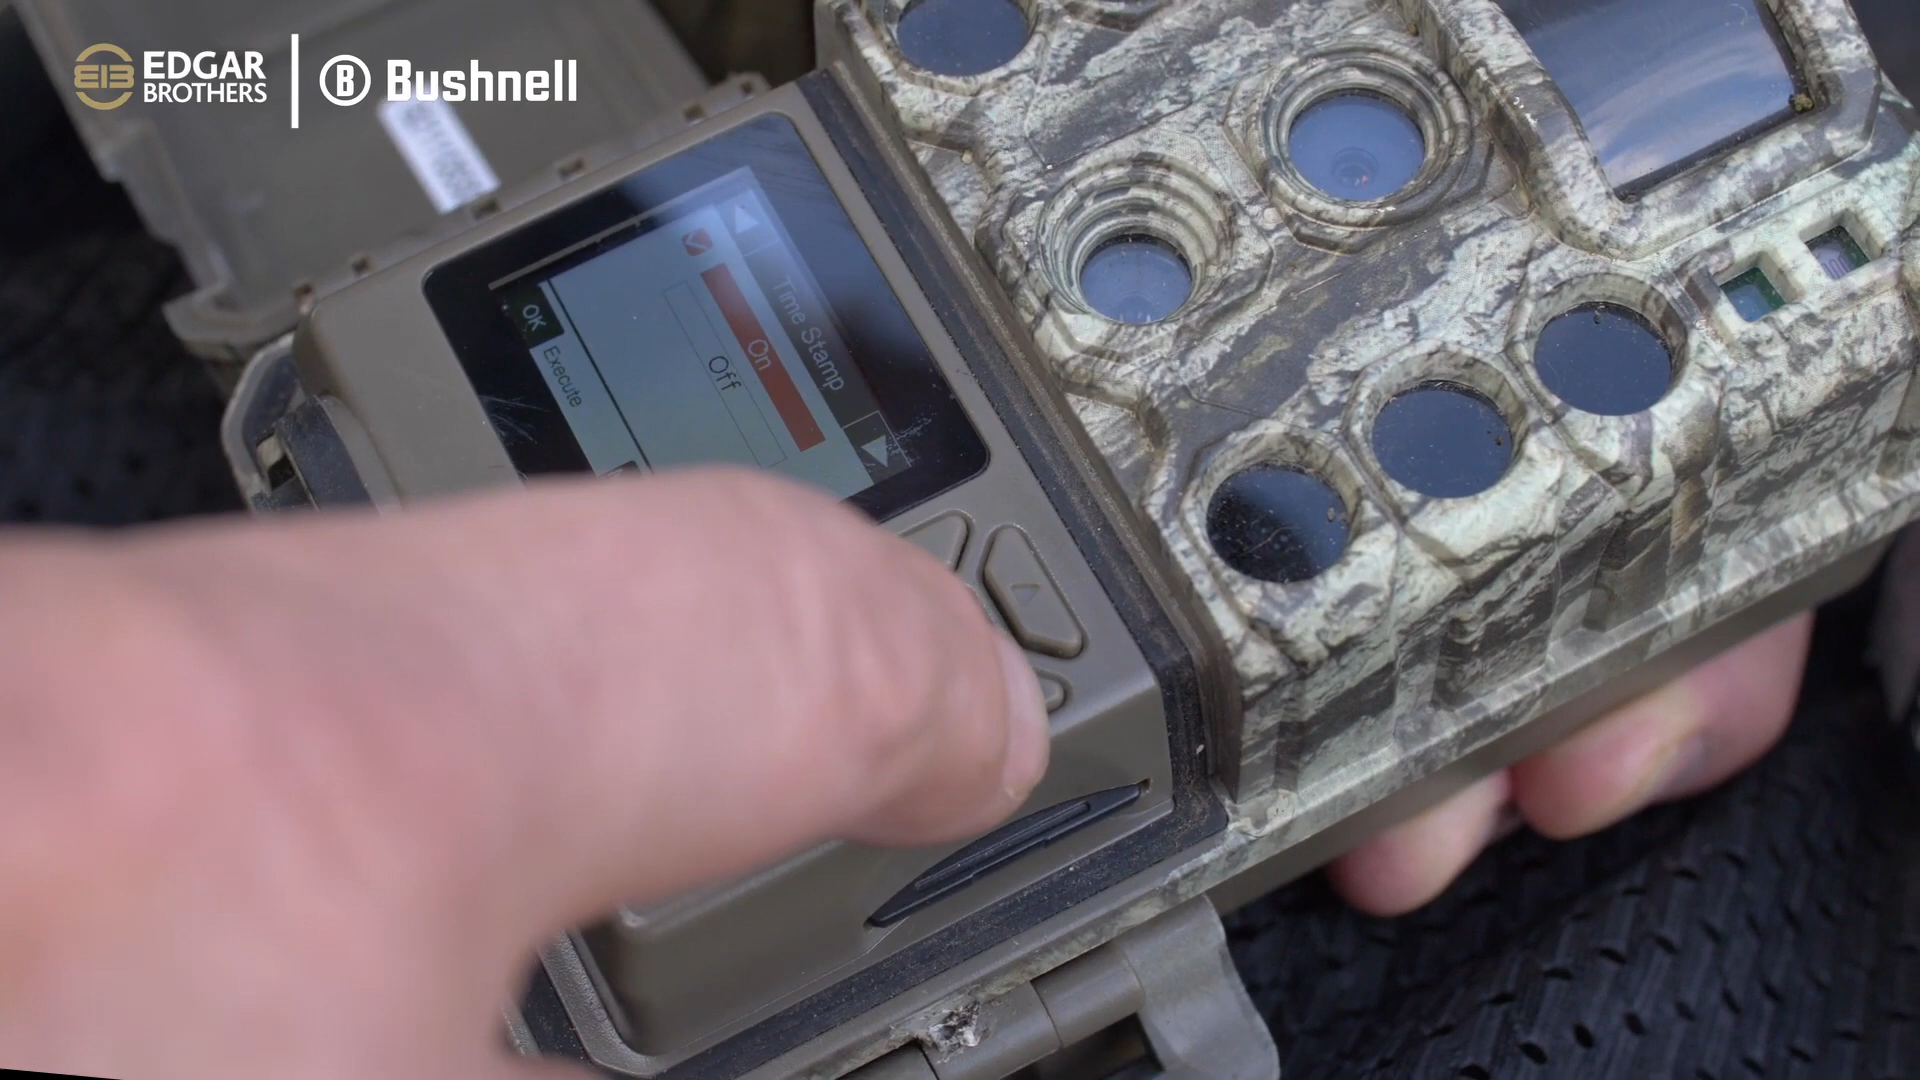 EDGAR
BROTHERS
B Bushnell
Time Stamp
On
Off
OK Execute